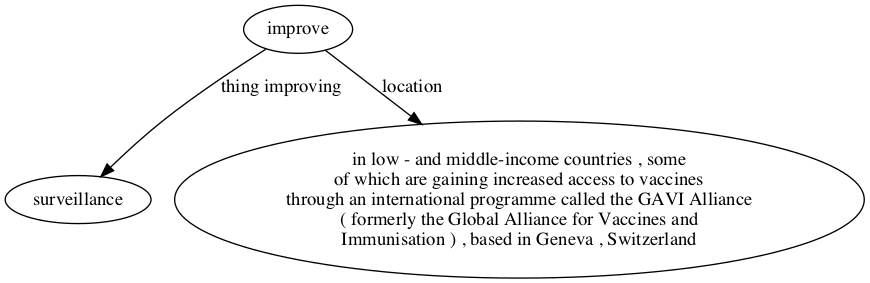 improve
thing improving
location
surveillance
in low - and middle-income countries , some
of which are gaining increased access to vaccines
through an international programme called the GAVI Alliance
( formerly the Global Alliance for Vaccines and
Immunisation ) , based in Geneva , Switzerland